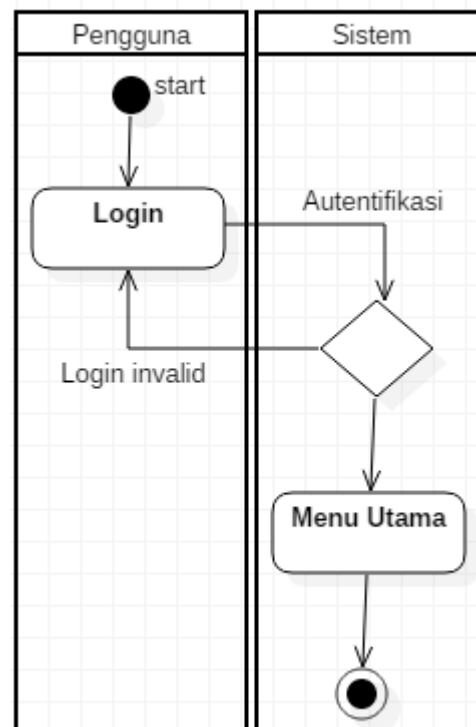 Pengguna
Sistem
start
Login
Autentifikasi
Login invalid
Menu Utama